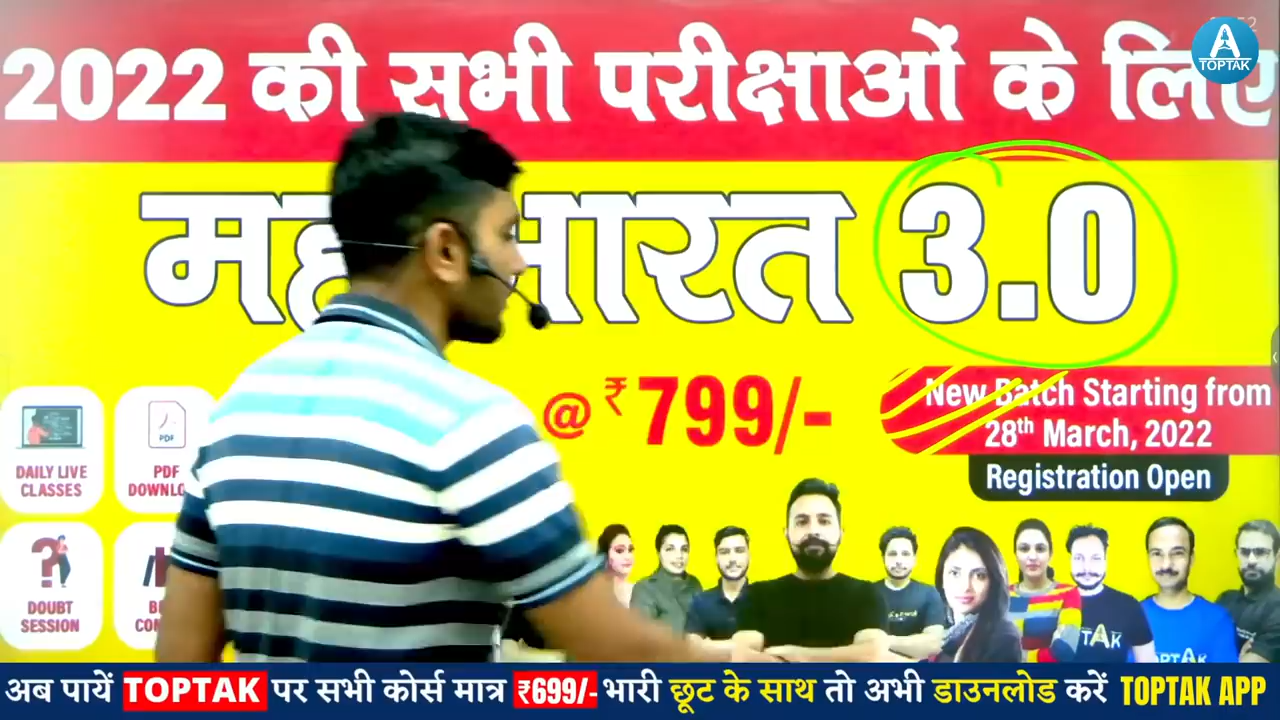 2022 की सभी परीक्षाओं के लिए
TOPTAK
3.0
@ ₹799/-
New Batch Starting from
28th March, 2022
Registration Open
DAILY LIVE
CLASSES
PDF
DOUBT
SESSION
अब पायें TOPTAK पर सभी कोर्स मात्र ₹699/- भारी छूट के साथ तो अभी डाउनलोड करें TOPTAK APP